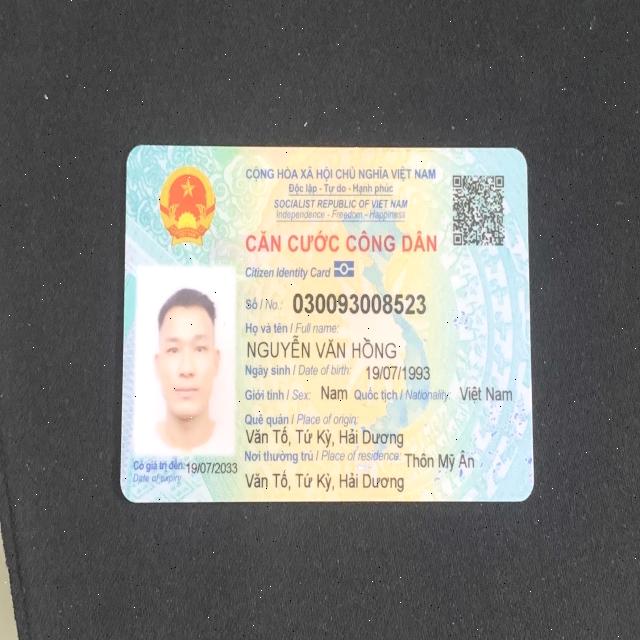 CỘNG HÒA XÃ HỘI CHỦ NGHĨA VIỆT NAM
Độc lập - Tự do - Hạnh phúc
SOCIALIST REPUBLIC OF VIET NAM
Independence - Freedom - Happiness
CĂN CƯỚC CÔNG DÂN
Citizen Identity Card
Số / No.: 030093008523
Họ và tên / Full name:
NGUYỄN VĂN HỒNG
Ngày sinh / Date of birth: 19/07/1993
Giới tính / Sex: Nam Quốc tịch / Nationality: Việt Nam
Quê quán / Place of origin:
Văn Tố, Tứ Kỳ, Hải Dương
Nơi thường trú / Place of residence: Thôn Mỹ Ân
Văn Tố, Tứ Kỳ, Hải Dương
Có giá trị đến: 19/07/2033
Date of expiry